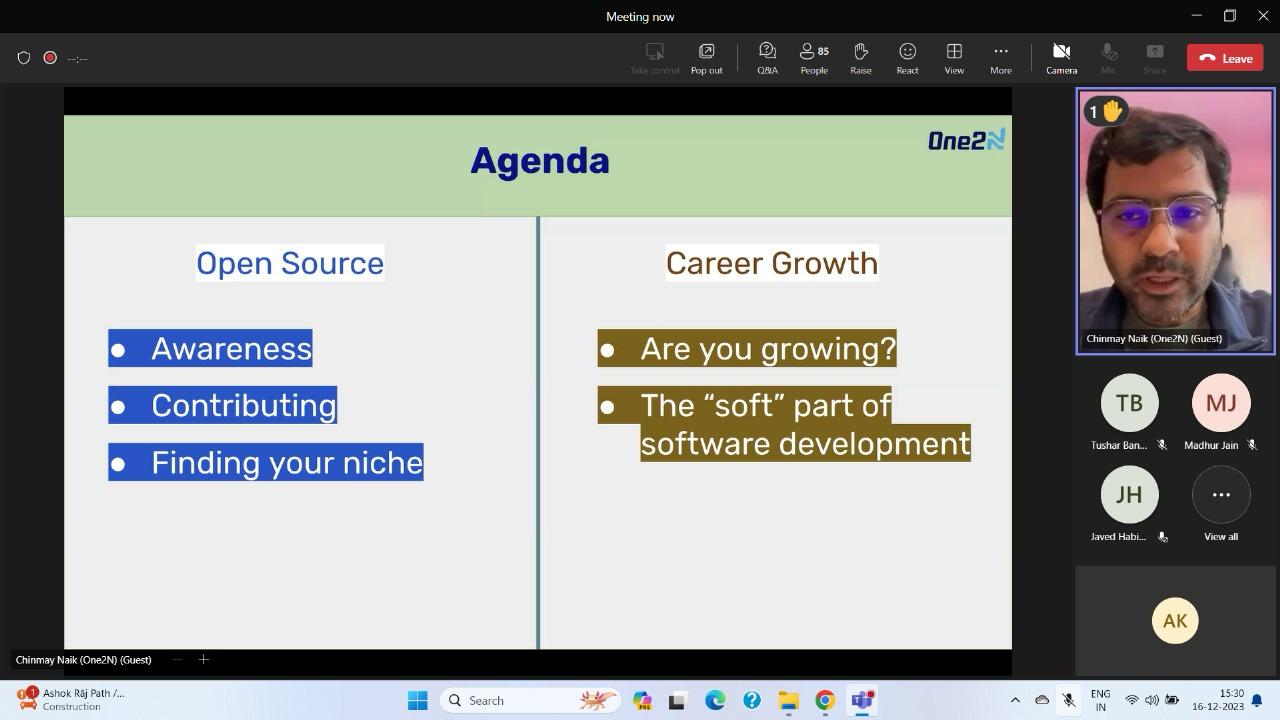 Meeting now
--:--
Take control
Pop out
Q&A
85
People
Raise
React
View
More
Camera
Mic
Share
Leave
Agenda
One2N
Open Source
Career Growth
● Awareness
● Contributing
● Finding your niche
● Are you growing?
● The “soft” part of
software development
1
Chinmay Naik (One2N) (Guest)
TB
MJ
Tushar Ban...
Madhur Jain
JH
Javed Habi...
View all
AK
Chinmay Naik (One2N) (Guest)
1
Ashok Rāj Path /...
Construction
Search
PRE
ENG
IN
15:30
16-12-2023